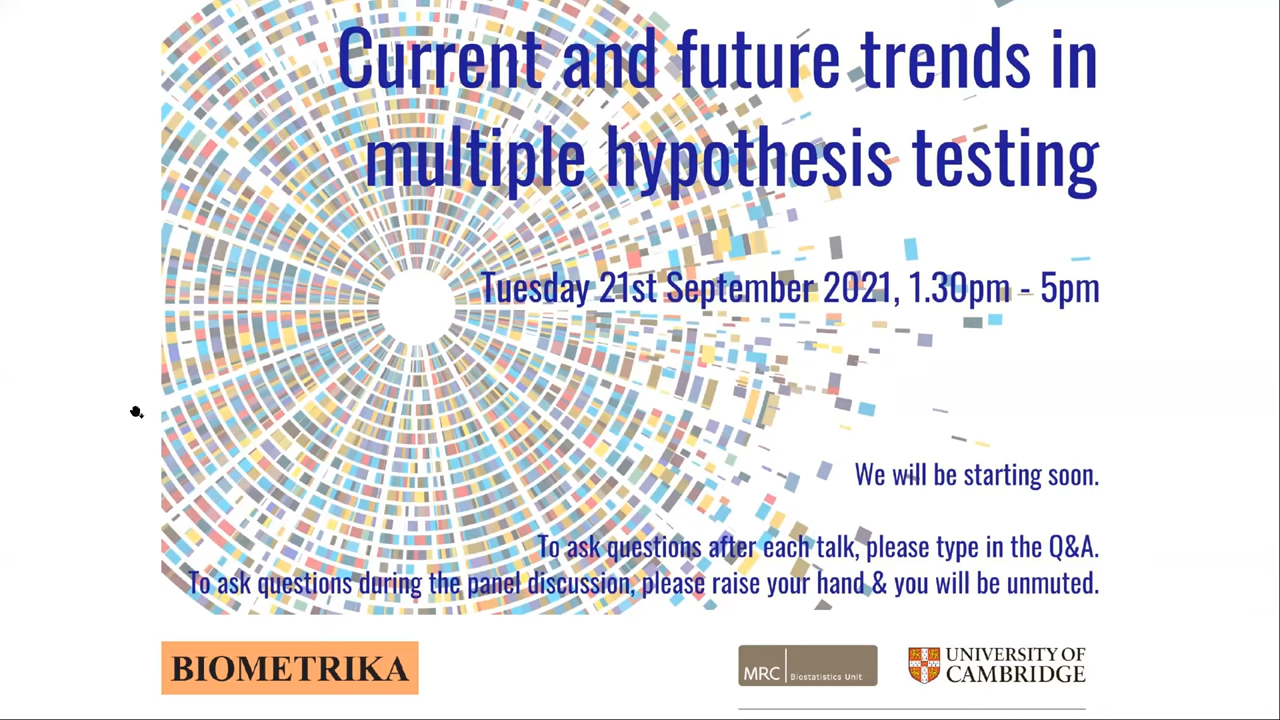 Current and future trends in
multiple hypothesis testing
Tuesday 21st September 2021, 1.30pm - 5pm
We will be starting soon.
To ask questions after each talk, please type in the Q&A.
To ask questions during the panel discussion, please raise your hand & you will be unmuted.
BIOMETRIKA
MRC Biostatistics Unit
UNIVERSITY OF
CAMBRIDGE